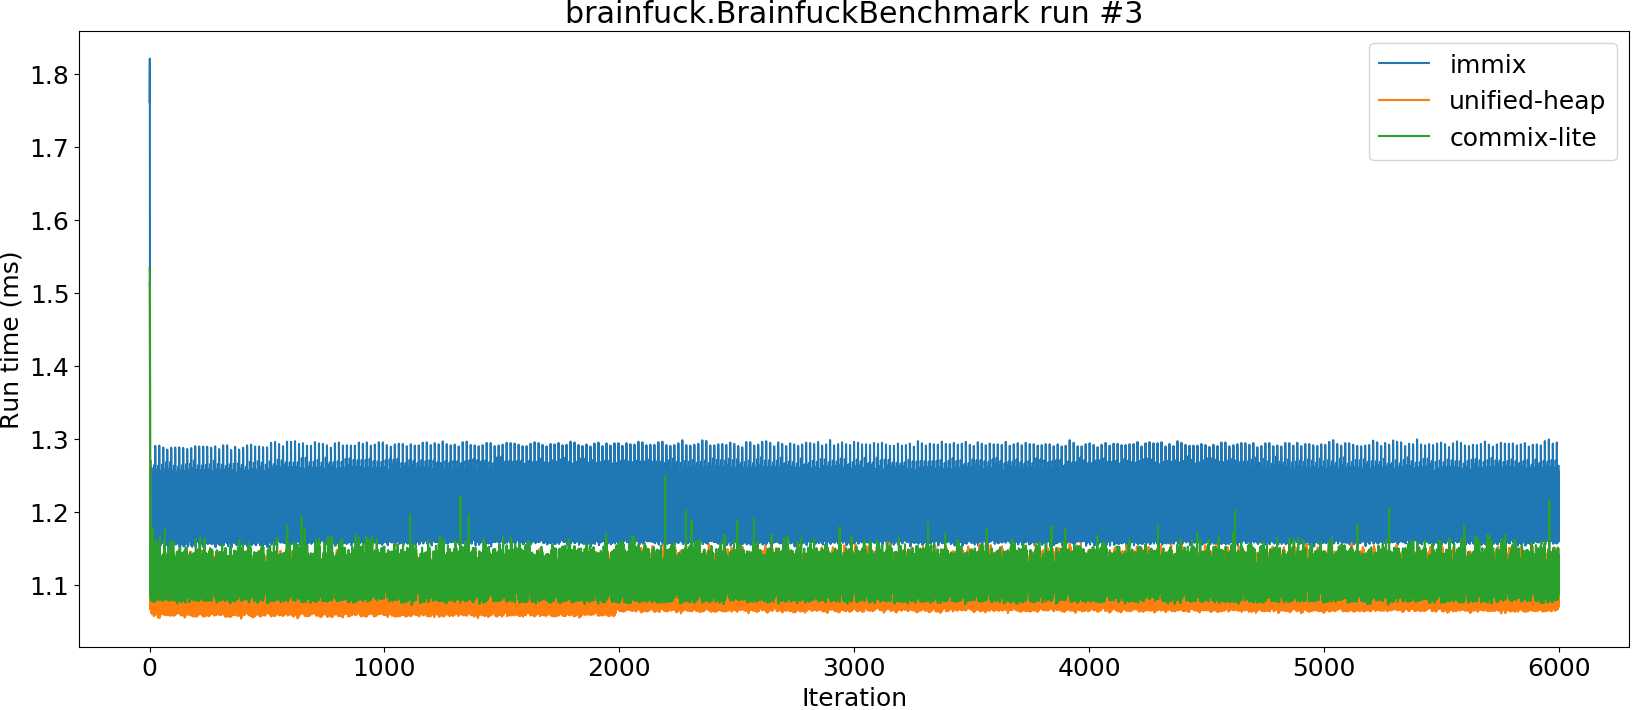 brainfuck.BrainfuckBenchmark run #3
immix
unified-heap
commix-lite
Run time (ms)
1.8
1.7
1.6
1.5
1.4
1.3
1.2
1.1
0 1000 2000 3000 4000 5000 6000
Iteration